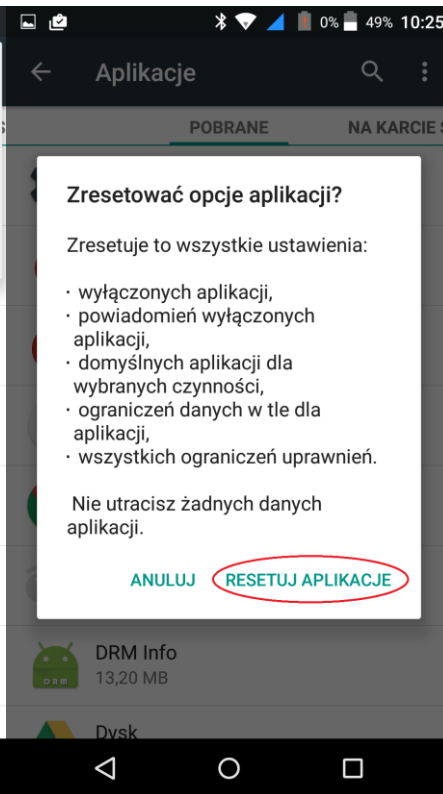 0% 49% 10:25
Aplikacje
S POBRANE NA KARCIE S
Zresetować opcje aplikacji?
Zresetuje to wszystkie ustawienia:
· wyłączonych aplikacji,
· powiadomień wyłączonych
aplikacji,
· domyślnych aplikacji dla
wybranych czynności,
· ograniczeń danych w tle dla
aplikacji,
· wszystkich ograniczeń uprawnień.
Nie utracisz żadnych danych
aplikacji.
ANULUJ RESETUJ APLIKACJE
DRM Info
DRM 13,20 MB
Dysk